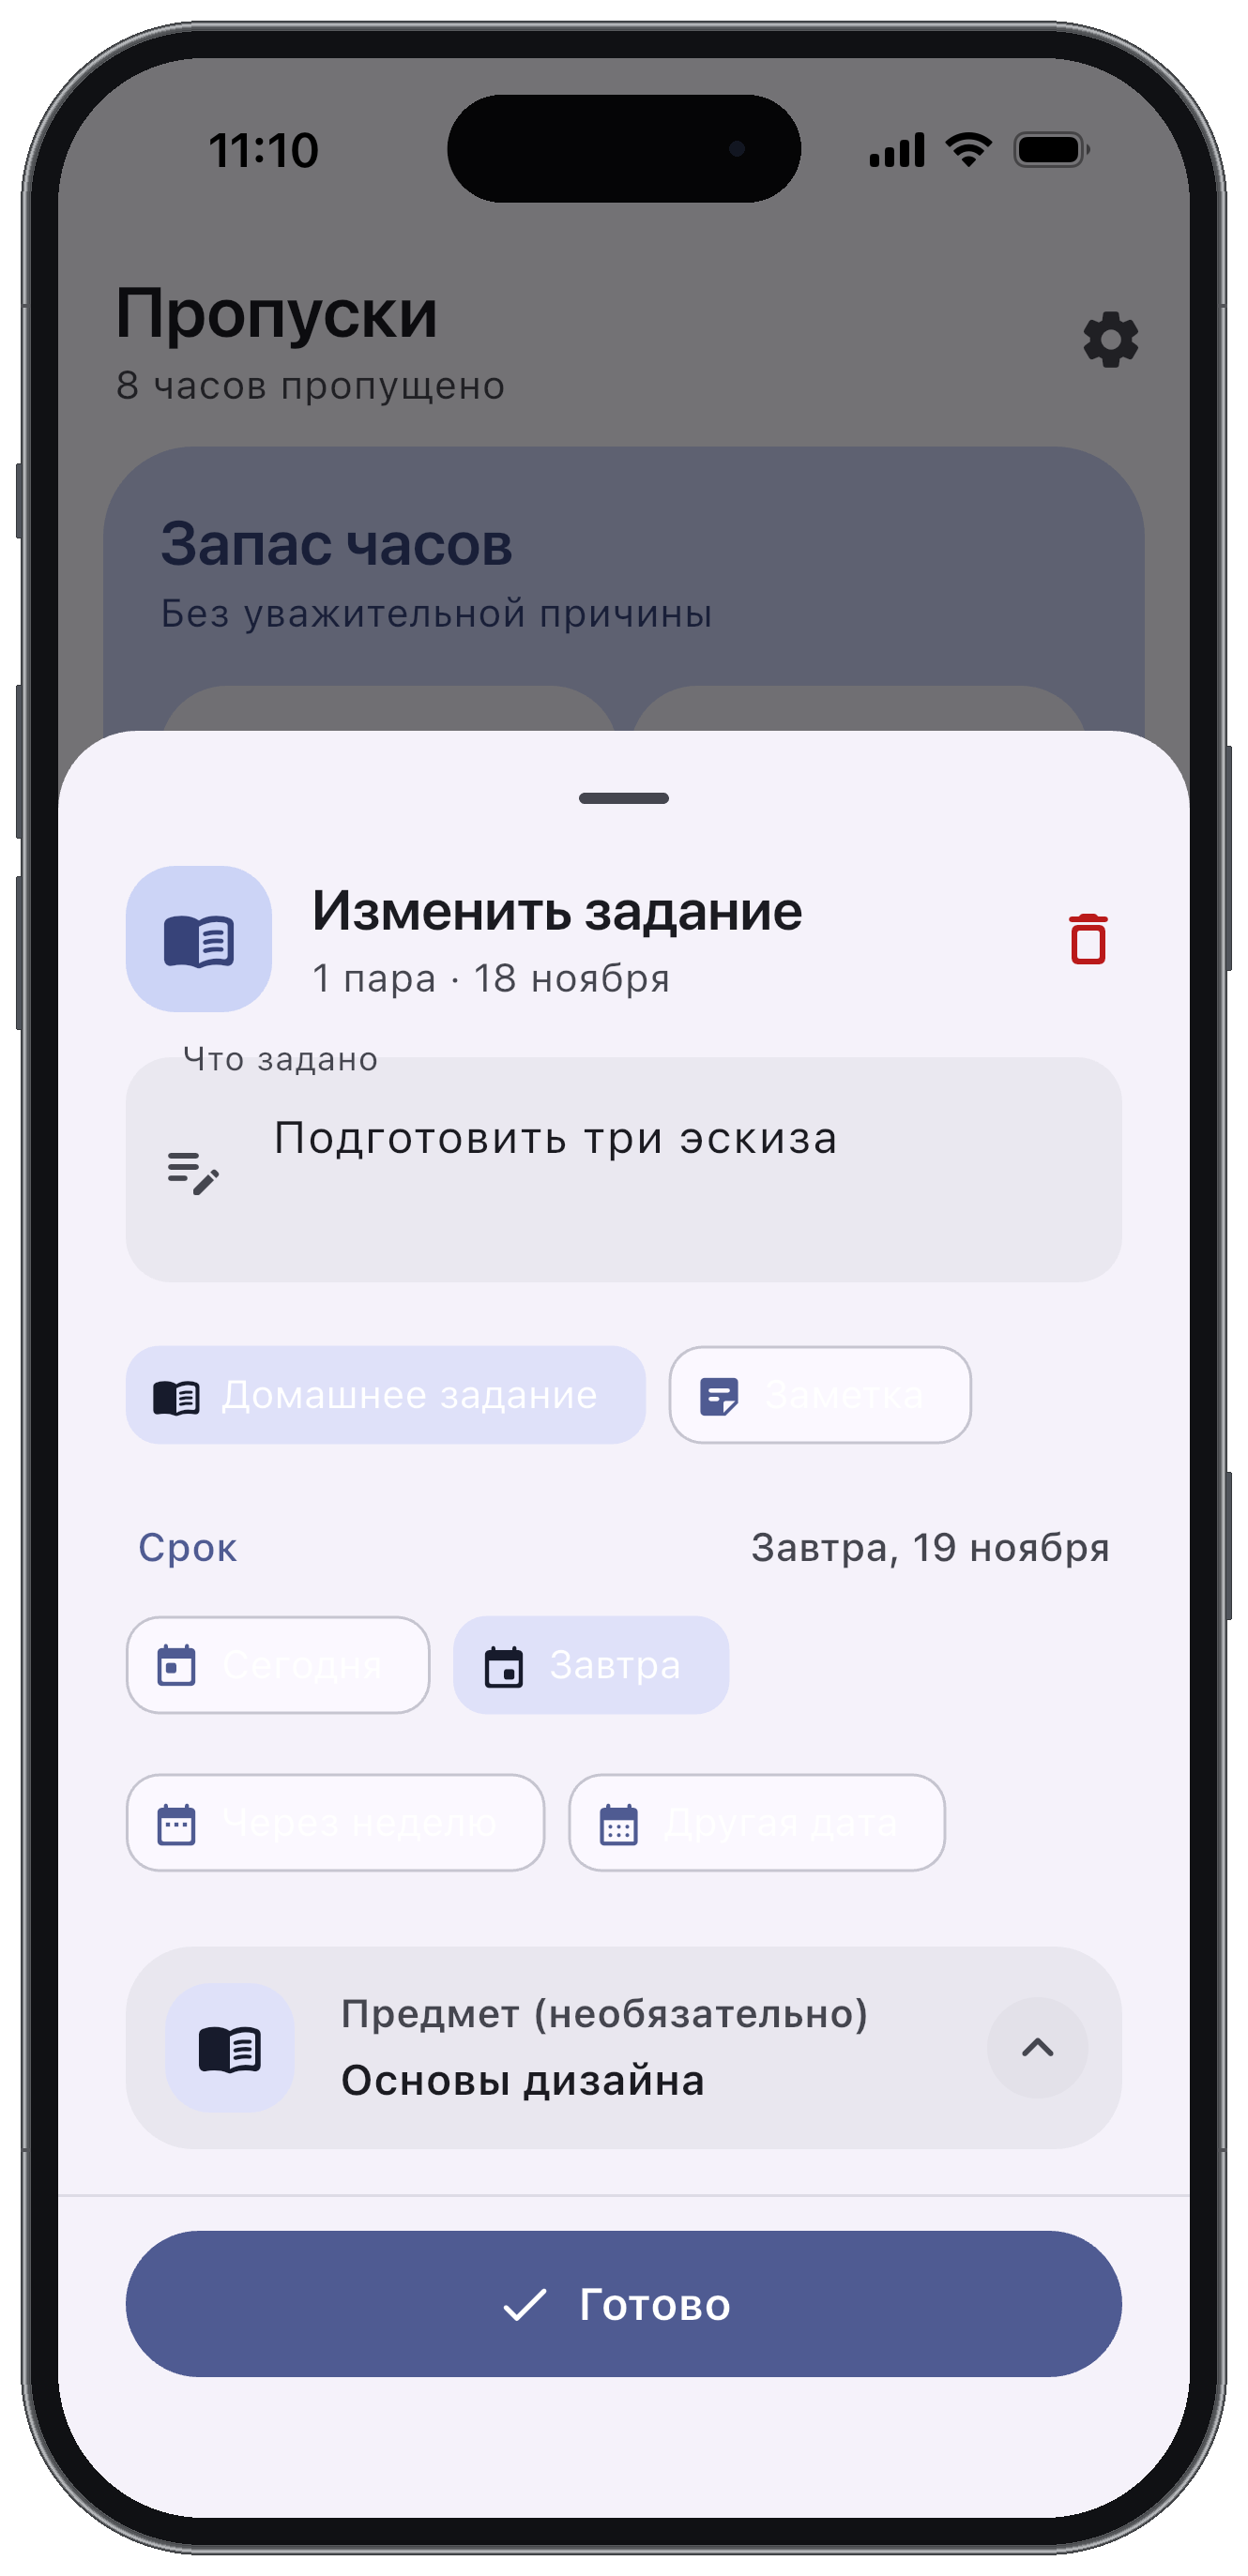 11:10
Пропуски
8 часов пропущено
Запас часов
Без уважительной причины
Изменить задание
1 пара · 18 ноября
Что задано
Подготовить три эскиза
Домашнее задание
Заметка
Срок
Завтра, 19 ноября
Сегодня
Завтра
Через неделю
Другая дата
Предмет (необязательно)
Основы дизайна
Готово